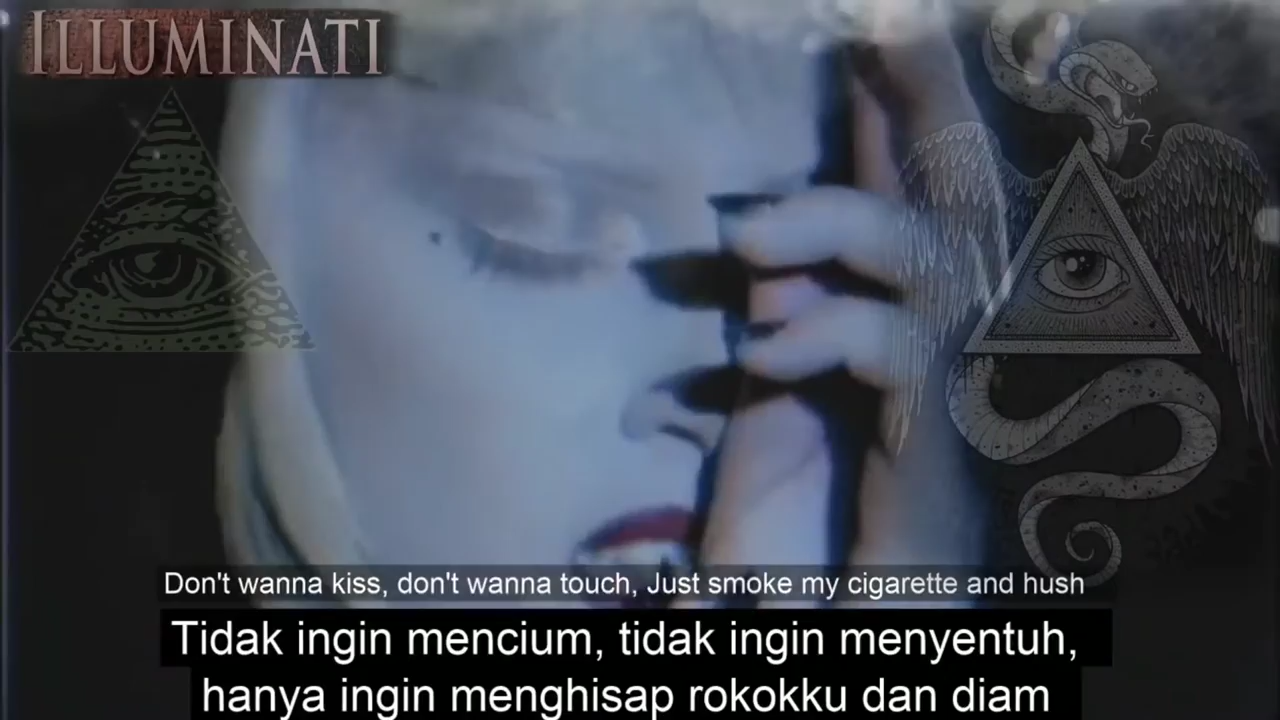 ILLUMINATI
Don't wanna kiss, don't wanna touch, Just smoke my cigarette and hush
Tidak ingin mencium, tidak ingin menyentuh,
hanya ingin menghisap rokokku dan diam